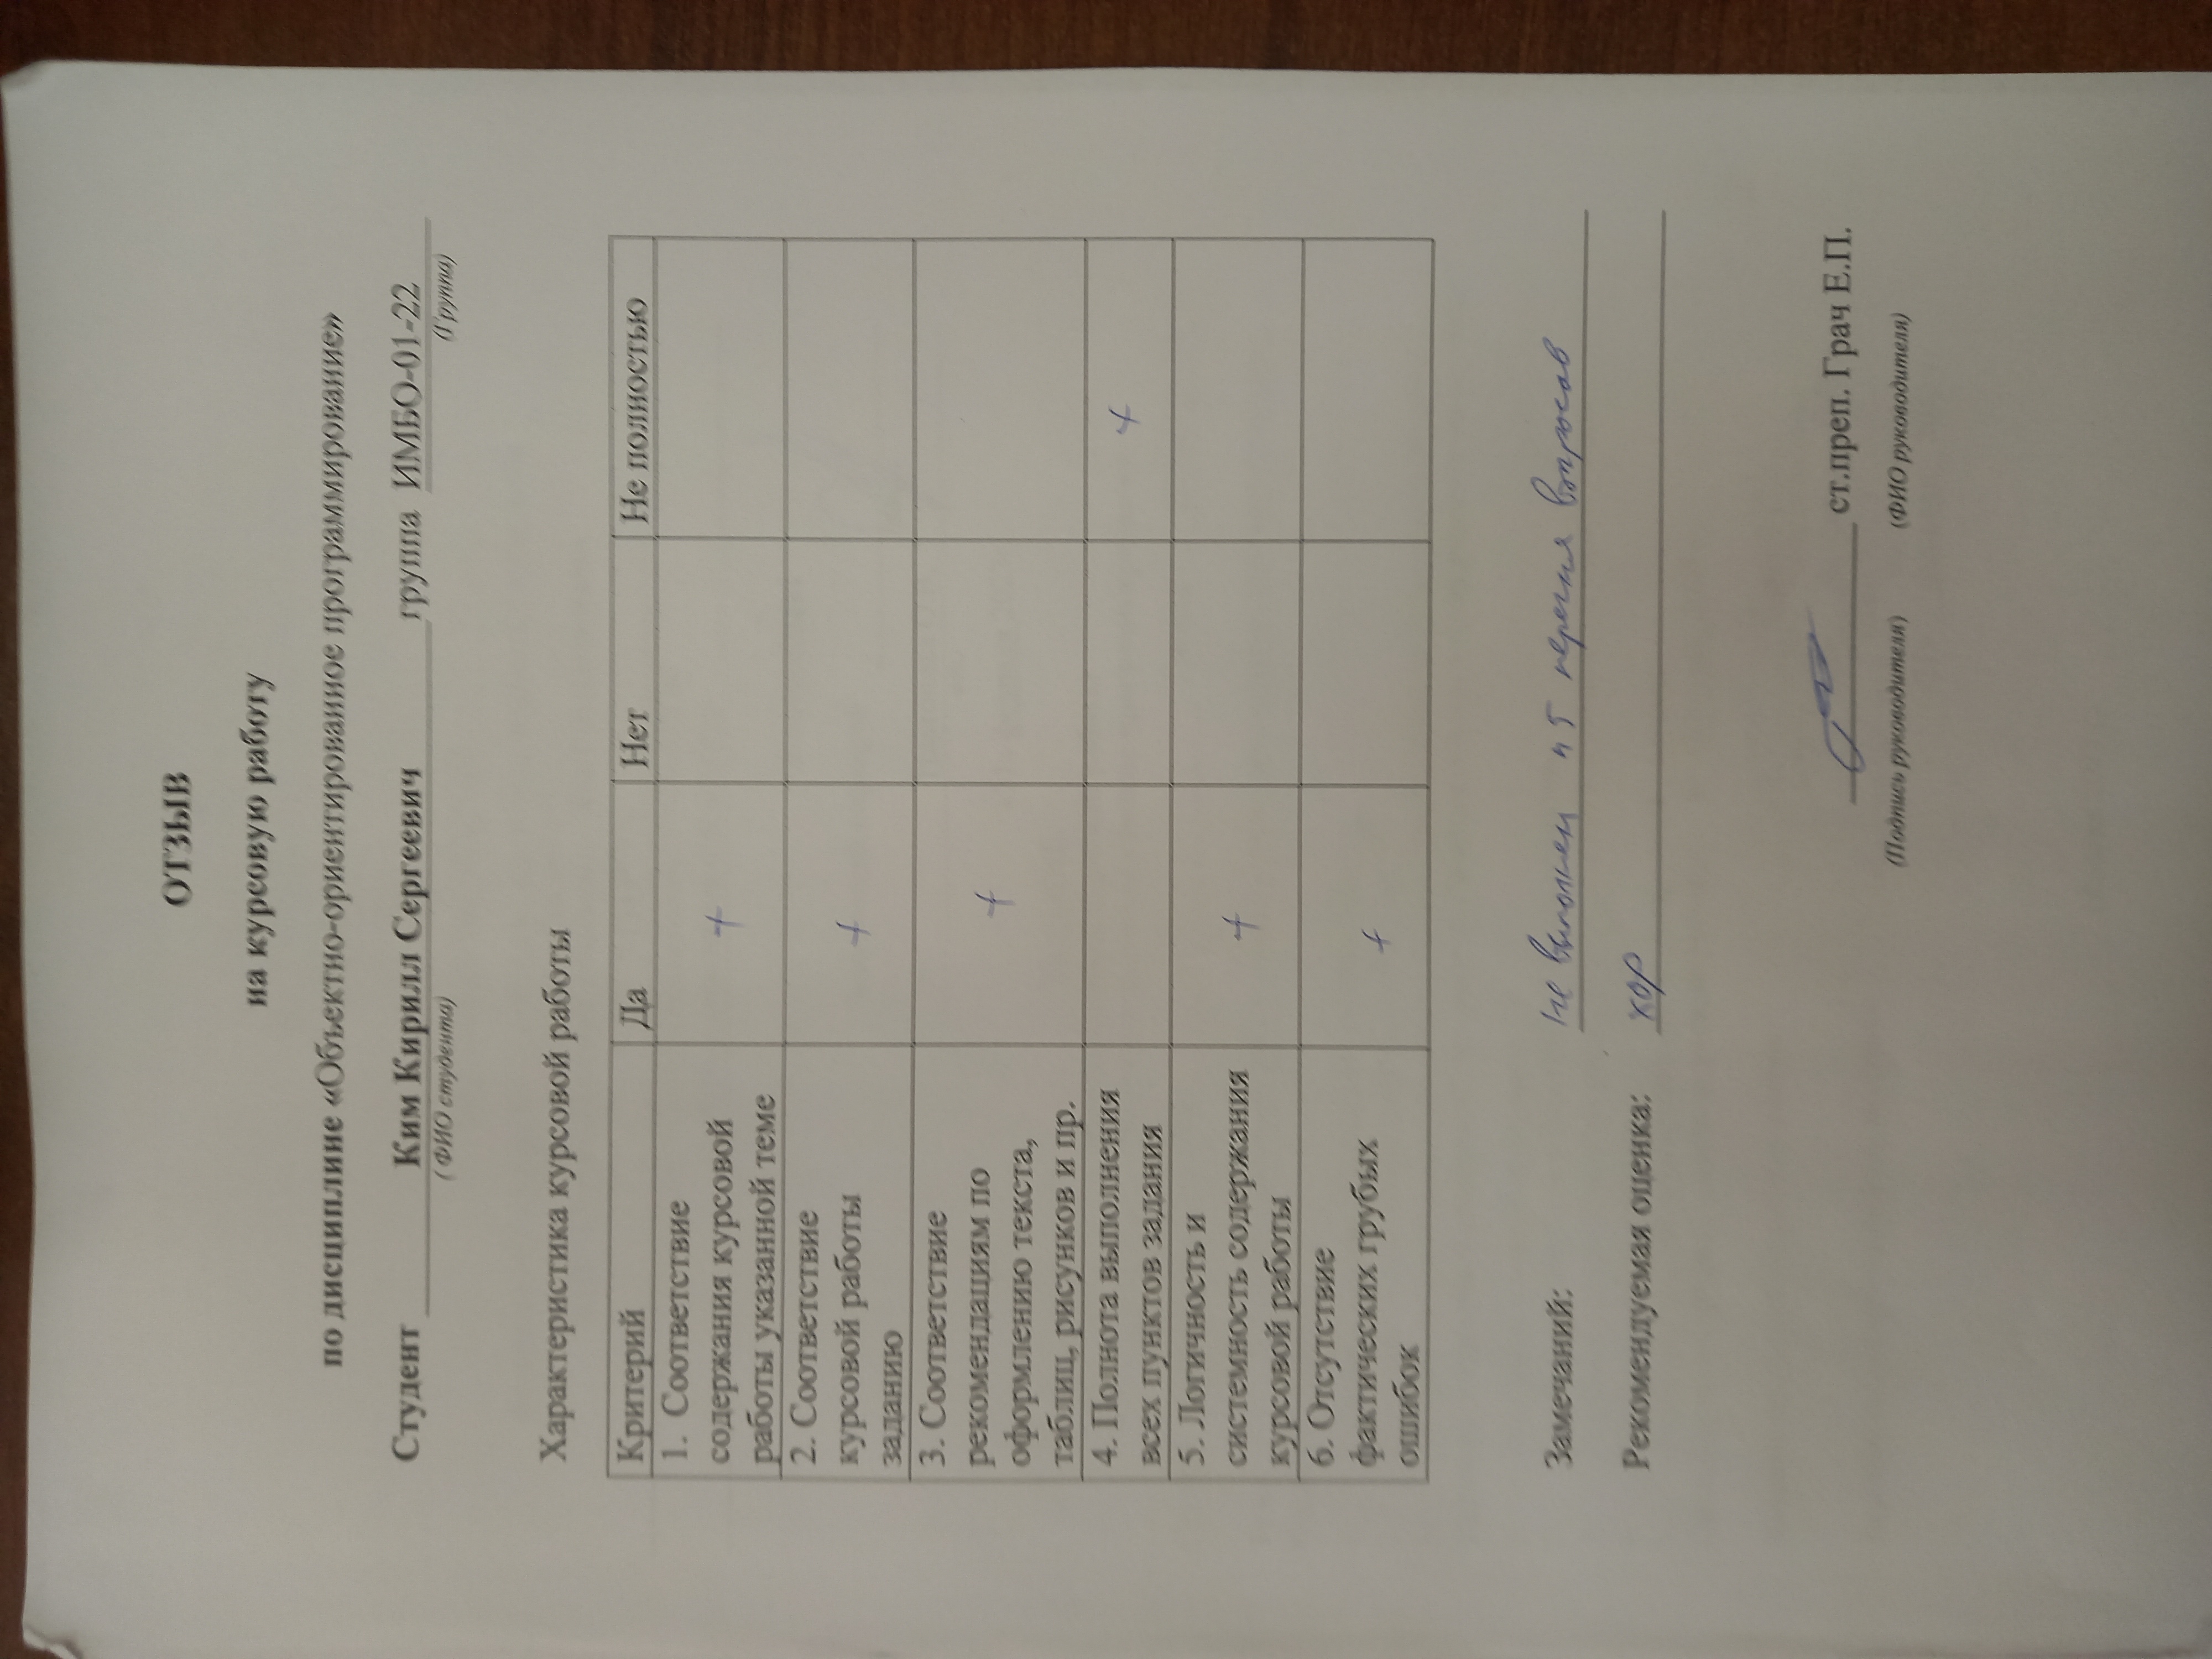 ОТЗЫВ
на курсовую работу
по дисциплине «Объектно-ориентированное программирование»
Студент Ким Кирилл Сергеевич группа ИМБО-01-22
(ФИО студента) (Группа)
Характеристика курсовой работы
Критерий Да Нет Не полностью
1. Соответствие
содержания курсовой
работы указанной теме
+
2. Соответствие
курсовой работы
заданию
+
3. Соответствие
рекомендациям по
оформлению текста,
таблиц, рисунков и пр.
+
4. Полнота выполнения
всех пунктов задания
+
5. Логичность и
системность содержания
курсовой работы
+
6. Отсутствие
фактических грубых
ошибок
+
Замечаний: не выполнен п 5 перечня вопросов
Рекомендуемая оценка: хор
ст.преп. Грач Е.П.
(Подпись руководителя) (ФИО руководителя)